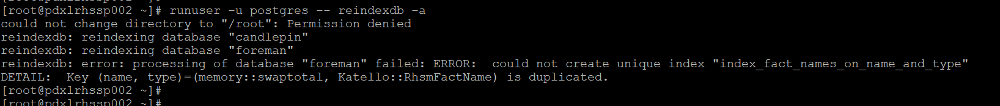 [root@pdxlrhssp002 ~]# runuser -u postgres -- reindexdb -a
could not change directory to "/root": Permission denied
reindexdb: reindexing database "candlepin"
reindexdb: reindexing database "foreman"
reindexdb: error: processing of database "foreman" failed: ERROR:  could not create unique index "index_fact_names_on_name_and_type"
DETAIL:  Key (name, type)=(memory::swaptotal, Katello::RhsmFactName) is duplicated.
[root@pdxlrhssp002 ~]#
[root@pdxlrhssp002 ~]#